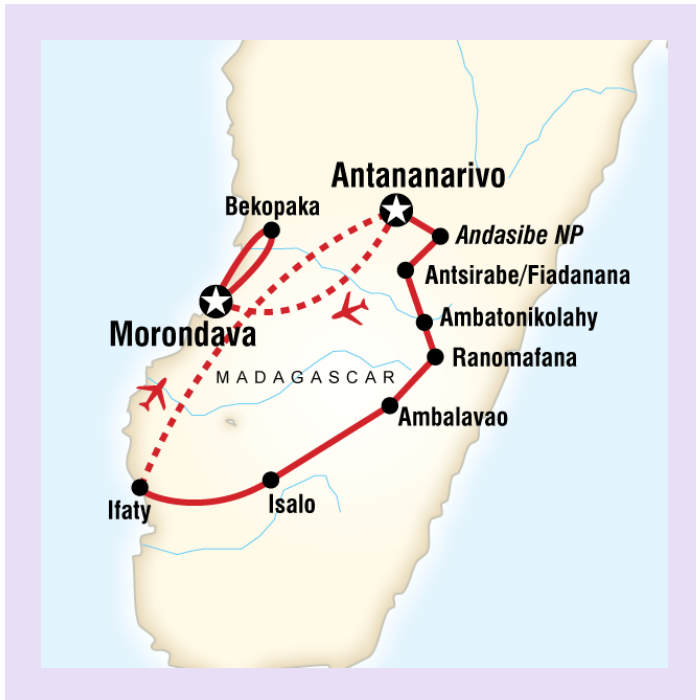 Antananarivo
Bekopaka
Andasibe NP
Antsirabe/Fiadanana
Morondava
Ambatonikolahy
Ranomafana
MADAGASCAR
Ambalavao
Ifaty
Isalo